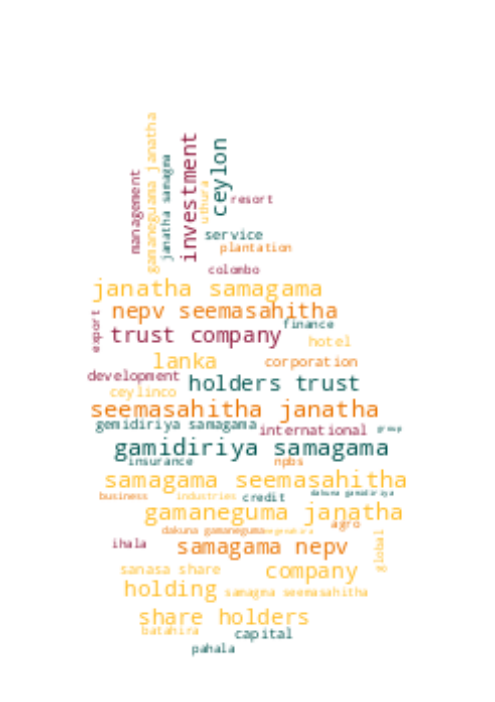 gamaneguma janatha
investment
ceylon
janatha samagma
management
uthura
resort
service
plantation
colombo
janatha samagama
nepv seemasahitha
export
finance
trust company
hotel
lanka
corporation
development
holders trust
ceylinco
seemasahitha janatha
gemidiriya samagama
international
group
gamidiriya samagama
insurance
npbs
samagama seemasahitha
business
industries
credit
dakuna gamidiriya
gamaneguma janatha
agro
dakuna gamaneguma
ihala
samagama nepv
global
sanasa share
company
holding
samagma seemasahitha
share holders
batahira
capital
pahala